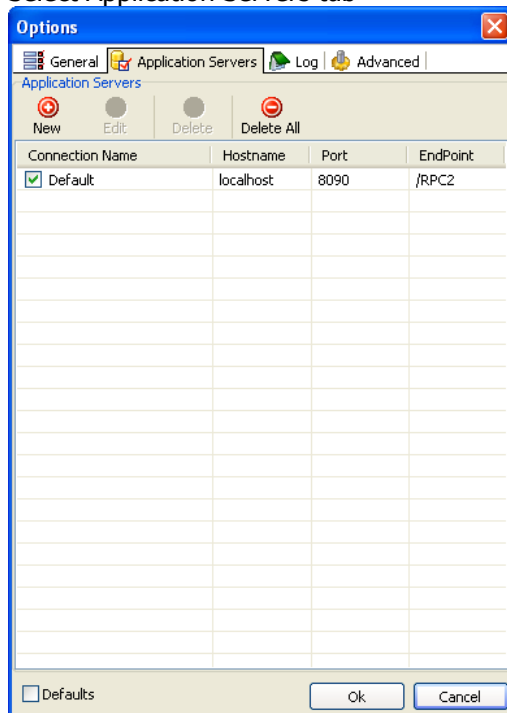 Select Application Servers tab
Options
General Application Servers Log Advanced
Application Servers
New Edit Delete Delete All
Connection Name Hostname Port EndPoint
Default localhost 8090 /RPC2
Defaults Ok Cancel